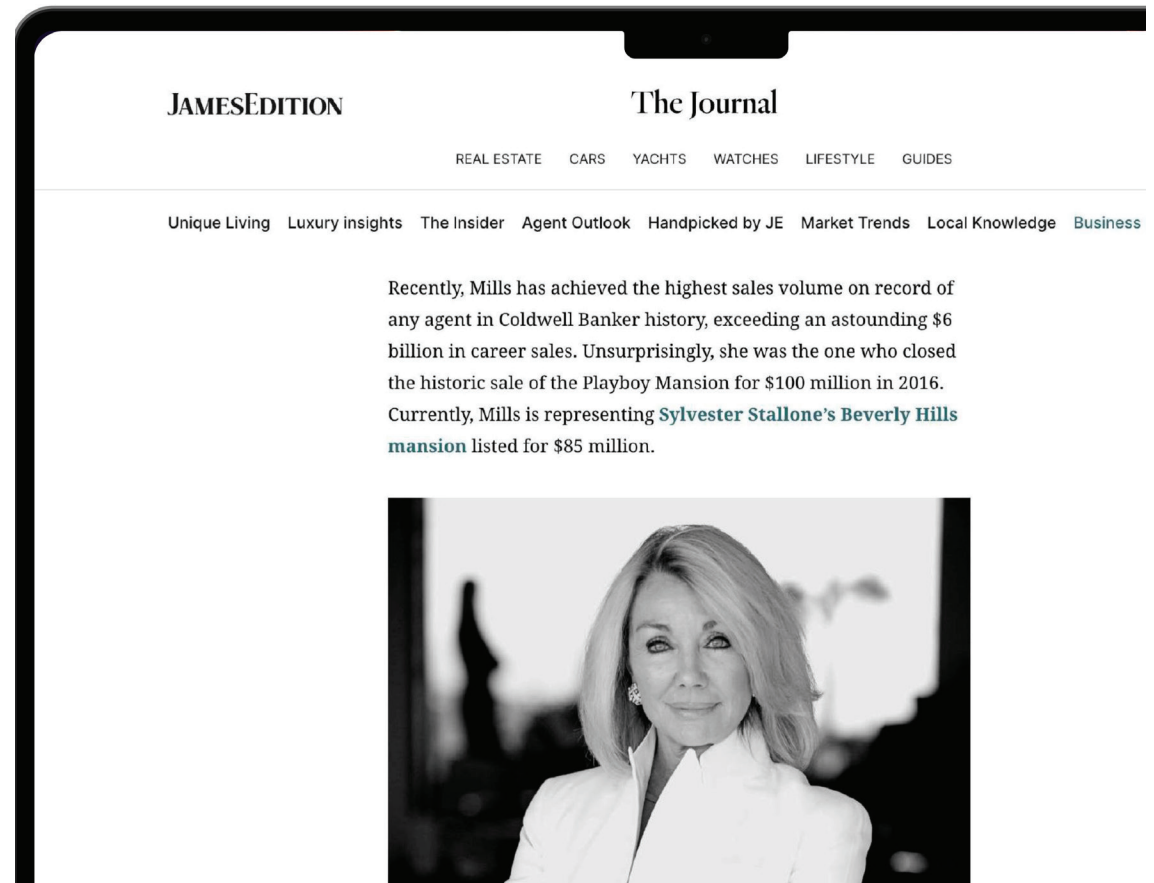 JAMESEDITION
The Journal
REAL ESTATE CARS YACHTS WATCHES LIFESTYLE GUIDES
Unique Living Luxury insights The Insider Agent Outlook Handpicked by JE Market Trends Local Knowledge Business
Recently, Mills has achieved the highest sales volume on record of
any agent in Coldwell Banker history, exceeding an astounding $6
billion in career sales. Unsurprisingly, she was the one who closed
the historic sale of the Playboy Mansion for $100 million in 2016.
Currently, Mills is representing Sylvester Stallone’s Beverly Hills
mansion listed for $85 million.